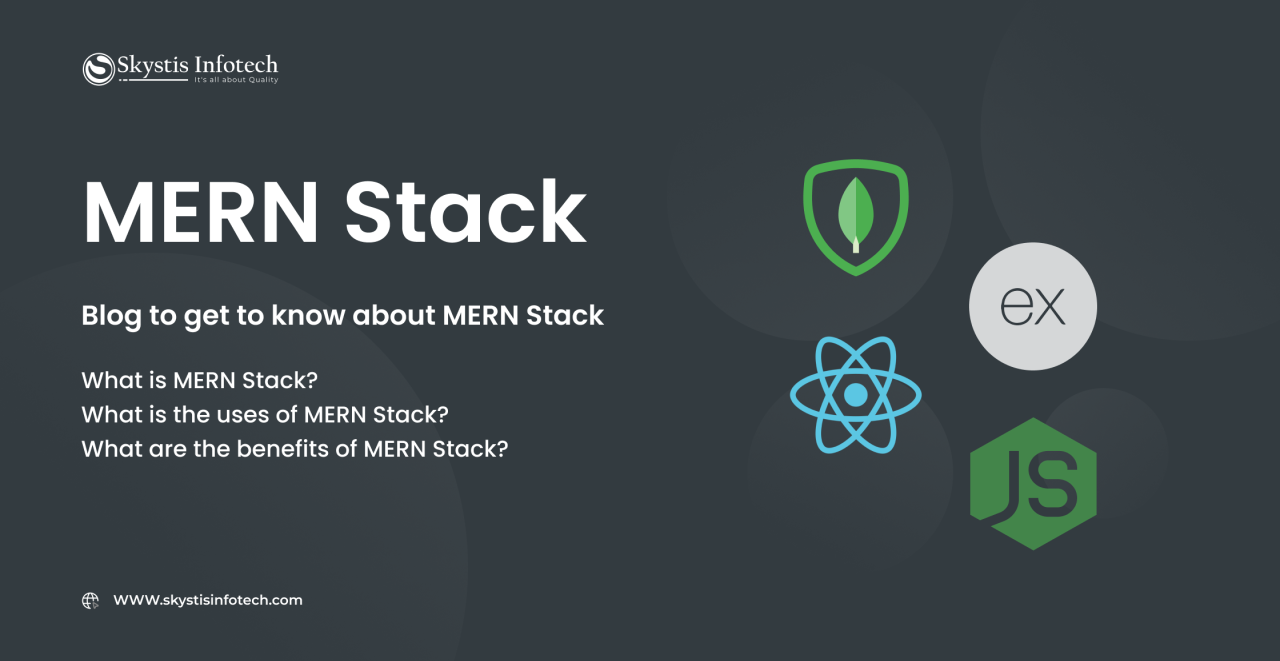 Skystis Infotech
It's all about Quality
MERN Stack
Blog to get to know about MERN Stack
What is MERN Stack?
What is the uses of MERN Stack?
What are the benefits of MERN Stack?
ex
JS
WWW.skystisinfotech.com